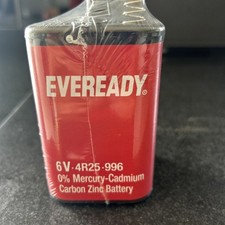 EVEREADY®
6V·4R25·996
0% Mercury-Cadmium
Carbon Zinc Battery